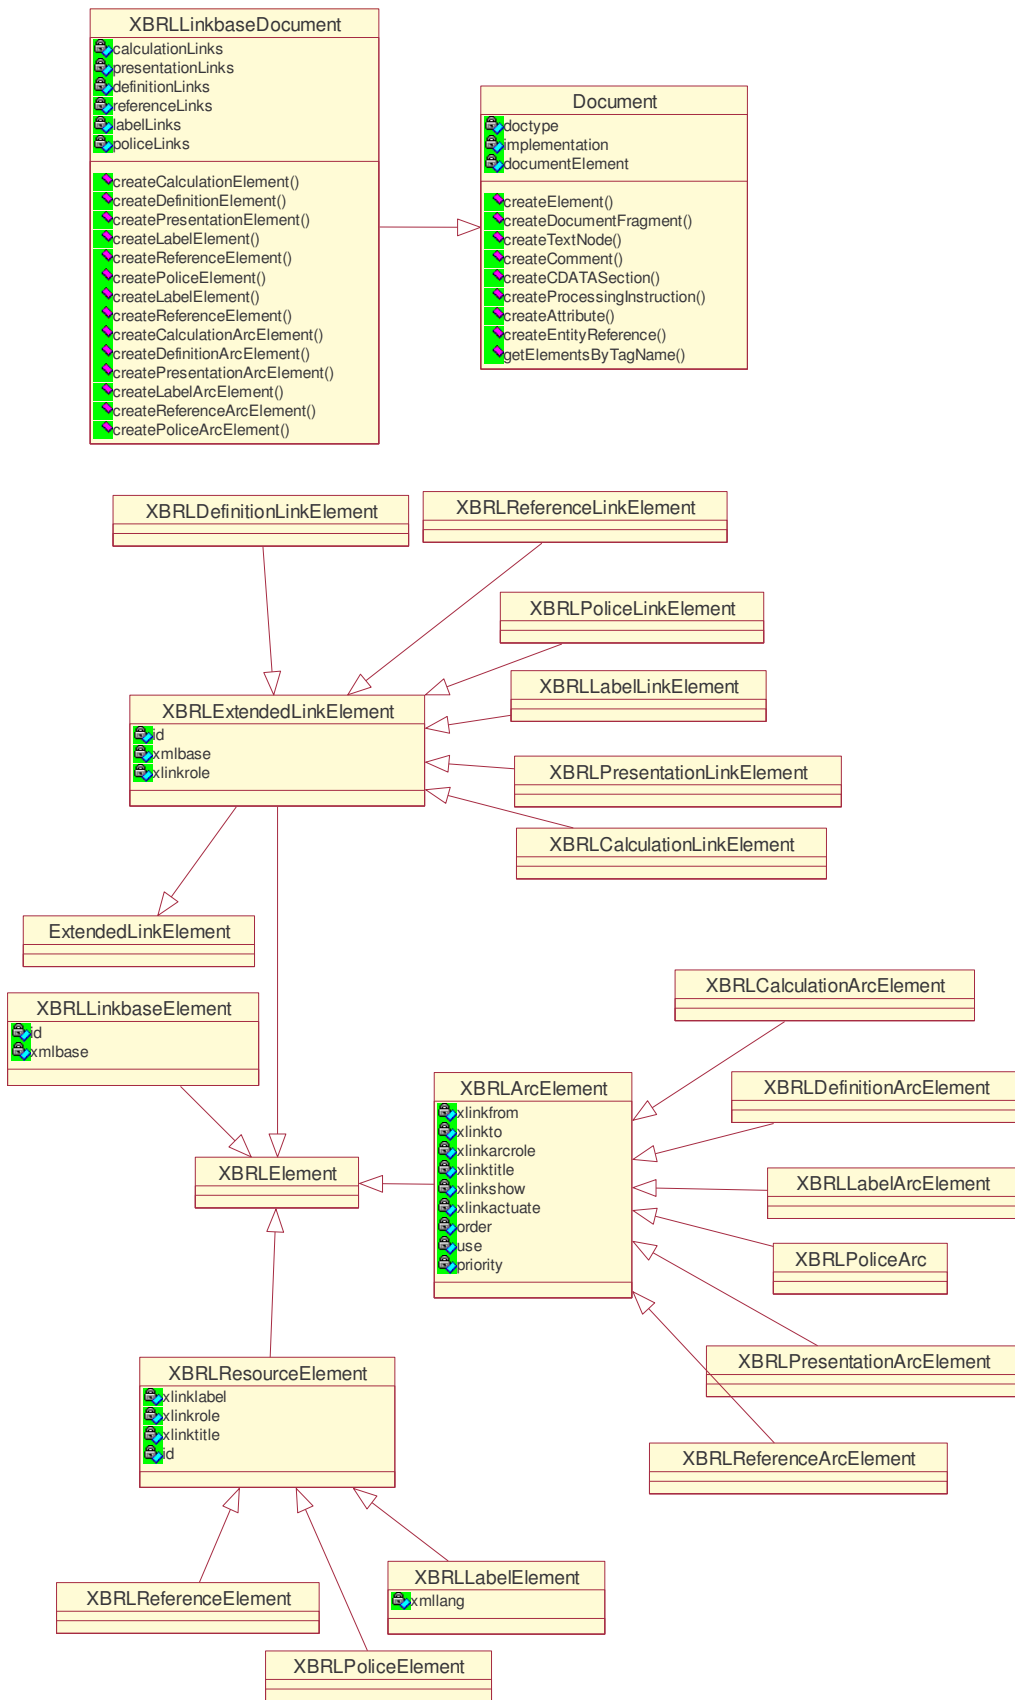 XBRLLinkbaseDocument
calculationLinks
presentationLinks
definitionLinks
referenceLinks
labelLinks
policeLinks
createCalculationElement()
createDefinitionElement()
createPresentationElement()
createLabelElement()
createReferenceElement()
createPoliceElement()
createLabelElement()
createReferenceElement()
createCalculationArcElement()
createDefinitionArcElement()
createPresentationArcElement()
createLabelArcElement()
createReferenceArcElement()
createPoliceArcElement()
Document
doctype
implementation
documentElement
createElement()
createDocumentFragment()
createTextNode()
createComment()
createCDATASection()
createProcessingInstruction()
createAttribute()
createEntityReference()
getElementsByTagName()
XBRLDefinitionLinkElement
XBRLReferenceLinkElement
XBRLPoliceLinkElement
XBRLLabelLinkElement
XBRLExtendedLinkElement
id
xmlbase
xlinkrole
XBRLPresentationLinkElement
XBRLCalculationLinkElement
ExtendedLinkElement
XBRLLinkbaseElement
id
xmlbase
XBRLCalculationArcElement
XBRLArcElement
xlinkfrom
xlinkto
xlinkarcrole
xlinktitle
xlinkshow
xlinkactuate
order
use
priority
XBRLDefinitionArcElement
XBRLElement
XBRLLabelArcElement
XBRLPoliceArc
XBRLPresentationArcElement
XBRLReferenceArcElement
XBRLResourceElement
xlinklabel
xlinkrole
xlinktitle
id
XBRLReferenceElement
XBRLLabelElement
xmllang
XBRLPoliceElement